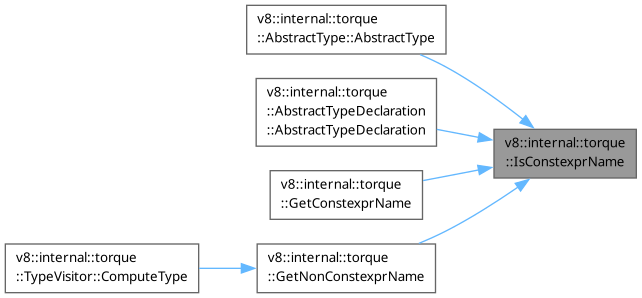 v8::internal::torque
::AbstractType::AbstractType
v8::internal::torque
::AbstractTypeDeclaration
::AbstractTypeDeclaration
v8::internal::torque
::IsConstexprName
v8::internal::torque
::GetConstexprName
v8::internal::torque
::TypeVisitor::ComputeType
v8::internal::torque
::GetNonConstexprName